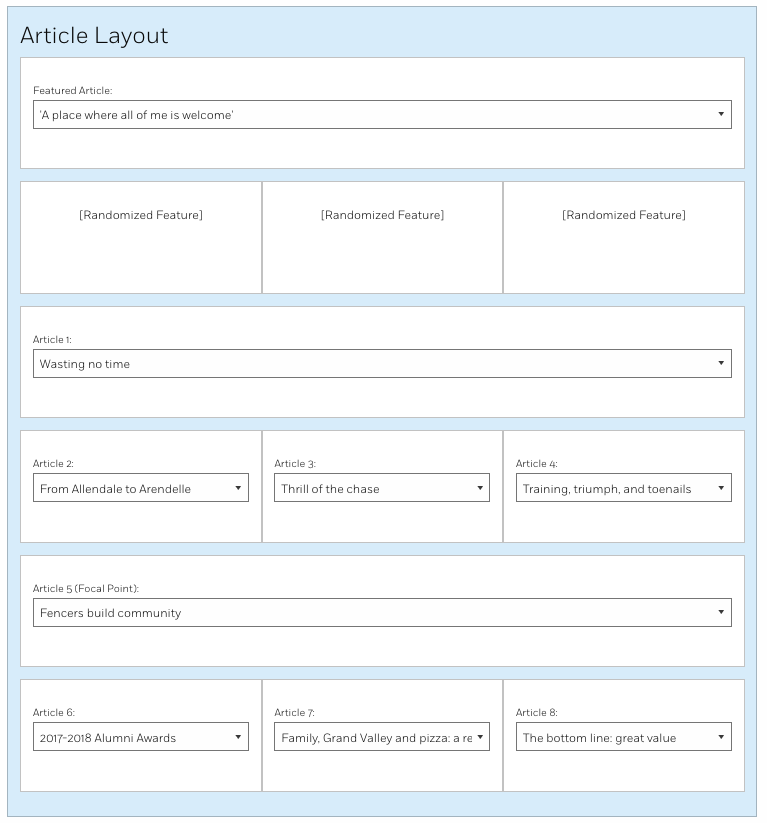 Article Layout
Featured Article:
'A place where all of me is welcome'
[Randomized Feature] [Randomized Feature] [Randomized Feature]
Article 1:
Wasting no time
Article 2: Article 3: Article 4:
From Allendale to Arendelle Thrill of the chase Training, triumph, and toenails
Article 5 (Focal Point):
Fencers build community
Article 6: Article 7: Article 8:
2017-2018 Alumni Awards Family, Grand Valley and pizza: a re The bottom line: great value